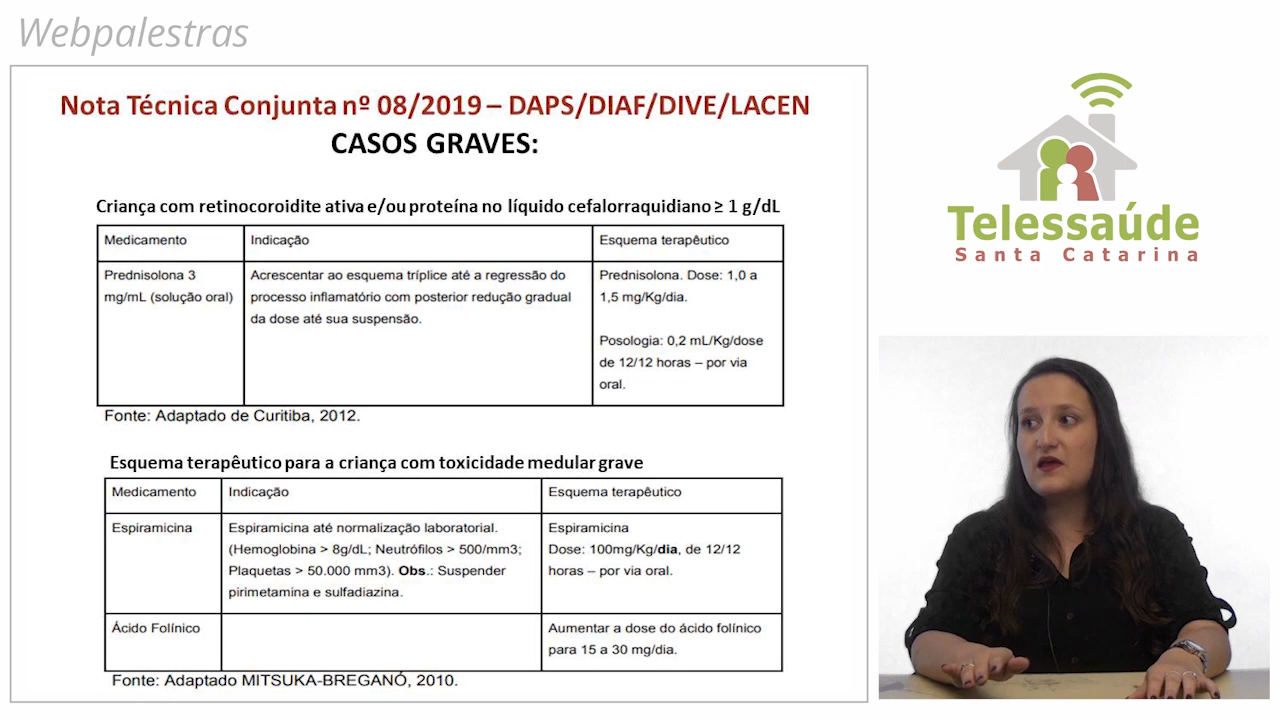 Webpalestras
Nota Técnica Conjunta nº 08/2019 – DAPS/DIAF/DIVE/LACEN
CASOS GRAVES:
Criança com retinocoroidite ativa e/ou proteína no líquido cefalorraquidiano ≥ 1 g/dL
Medicamento
Indicação
Esquema terapêutico
Prednisolona 3
mg/mL (solução oral)
Acrescentar ao esquema tríplice até a regressão do
processo inflamatório com posterior redução gradual
da dose até sua suspensão.
Prednisolona. Dose: 1,0 a
1,5 mg/Kg/dia.
Posologia: 0,2 mL/Kg/dose
de 12/12 horas – por via
oral.
Fonte: Adaptado de Curitiba, 2012.
Esquema terapêutico para a criança com toxicidade medular grave
Medicamento
Indicação
Esquema terapêutico
Espiramicina
Espiramicina até normalização laboratorial.
(Hemoglobina > 8g/dL; Neutrófilos > 500/mm3;
Plaquetas > 50.000 mm3). Obs.: Suspender
pirimetamina e sulfadiazina.
Espiramicina
Dose: 100mg/Kg/dia, de 12/12
horas – por via oral.
Ácido Folínico
Aumentar a dose do ácido folínico
para 15 a 30 mg/dia.
Fonte: Adaptado MITSUKA-BREGANÓ, 2010.
Telessaúde
Santa Catarina